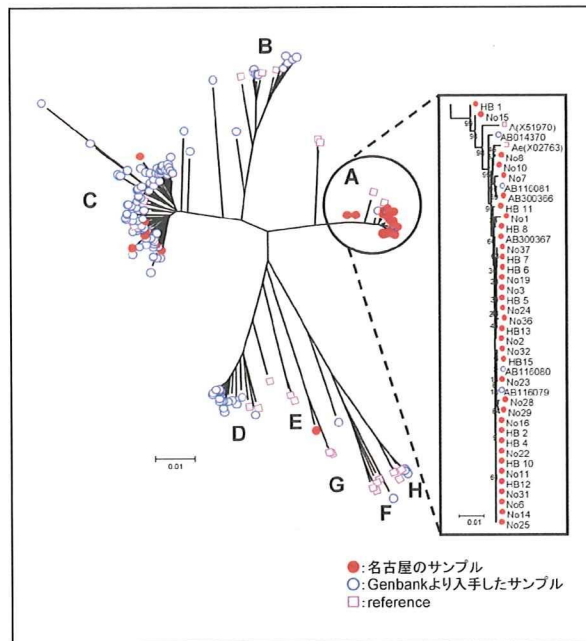 B
A
C
D
E
G
F
H
0.01
HB 1
No15
A(X51970)
AB014370
Ae(X02763)
No8
No10
No7
AB116081
AB300366
HB 11
No1
HB 8
AB300367
No37
HB 7
HB 6
No19
No3
HB 5
No24
No36
HB13
No2
No32
HB15
AB116080
No23
AB116079
No28
No29
No16
HB 2
HB 4
No22
HB 10
No11
HB12
No31
No6
No14
No25
0.01
●:名古屋のサンプル
○:Genbankより入手したサンプル
□:reference